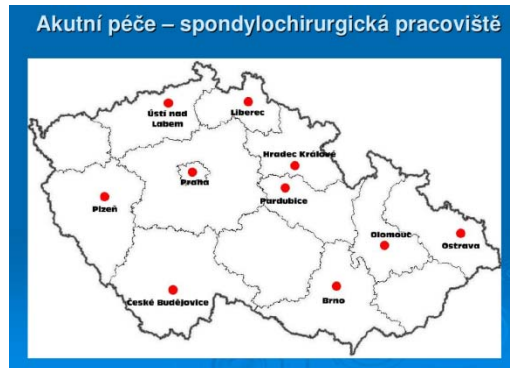 Akutní péče – spondylochirurgická pracoviště
Ústí nad
Labem
Liberec
Hradec Králové
Praha
Pardubice
Plzeň
Olomouc
Ostrava
České Budějovice
Brno